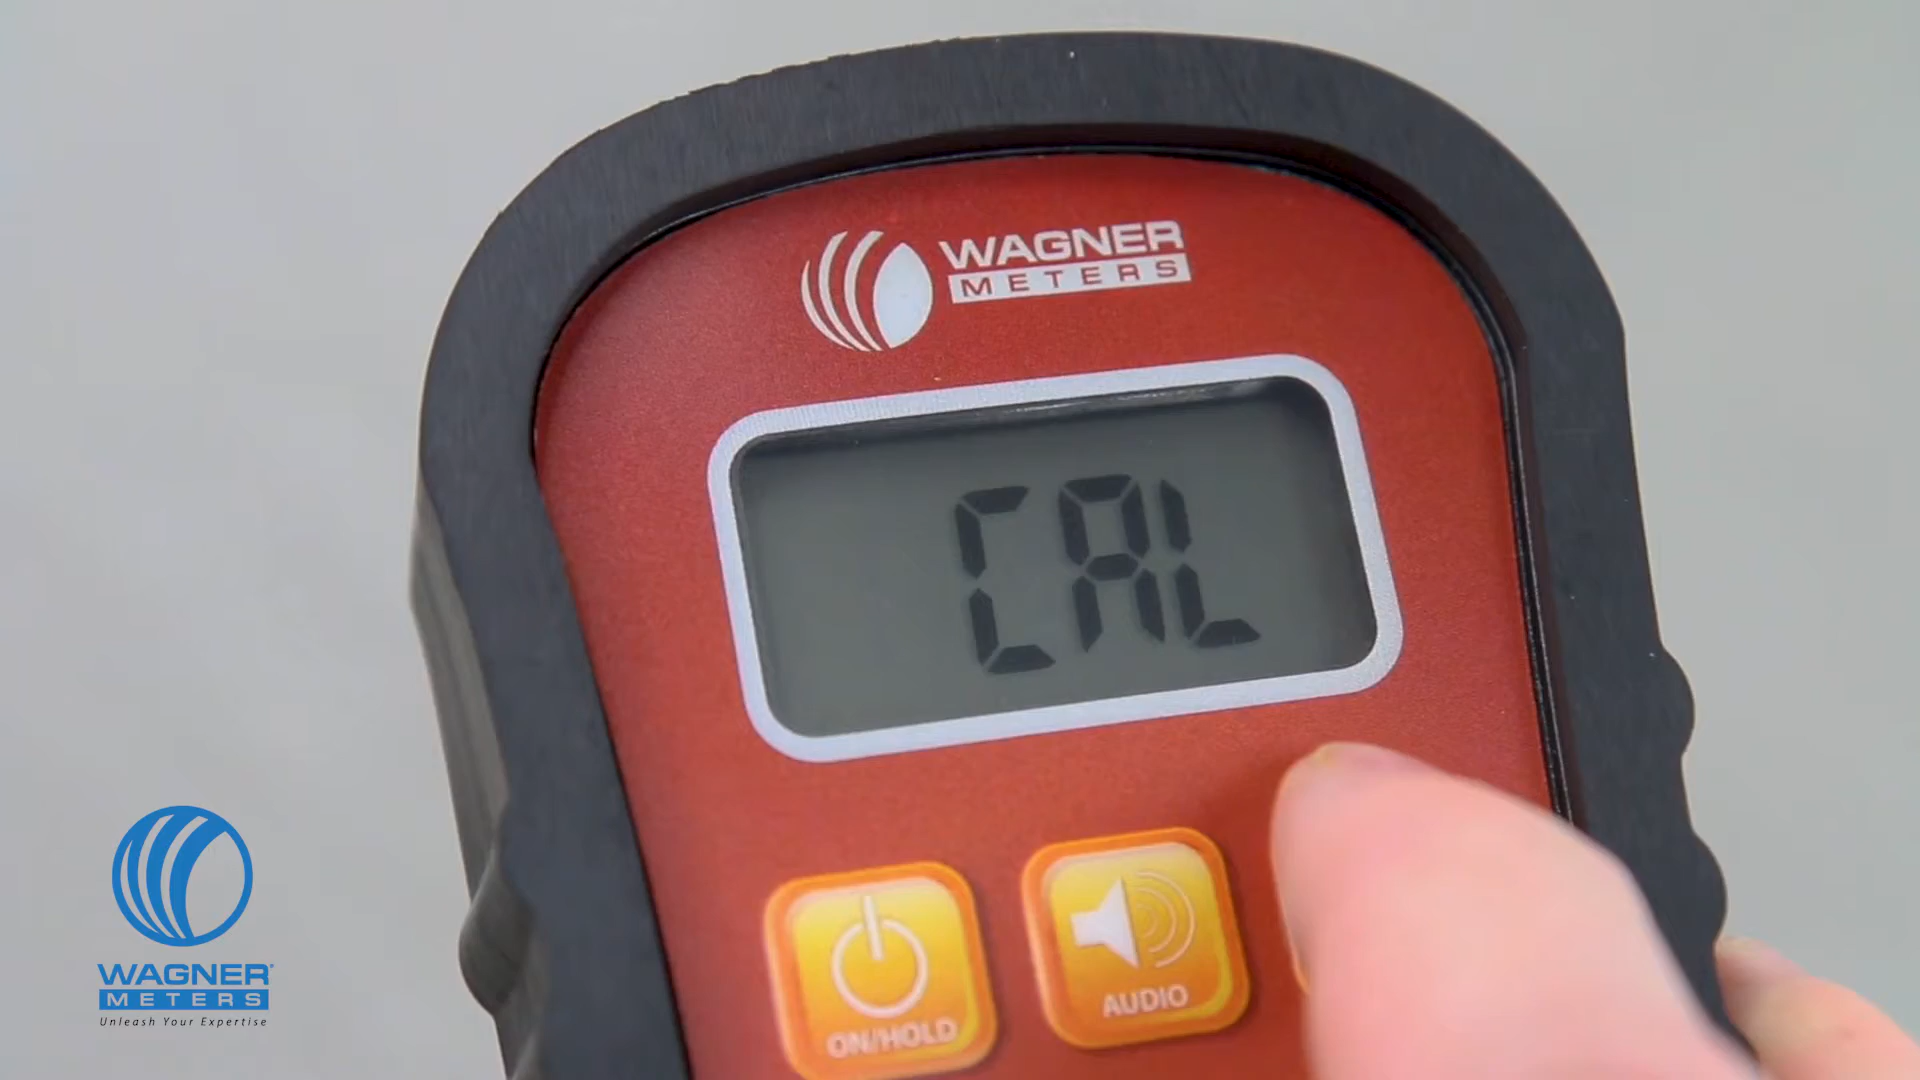 WAGNER
METERS
CAL
ON/HOLD
AUDIO
WAGNER®
METERS
Unleash Your Expertise